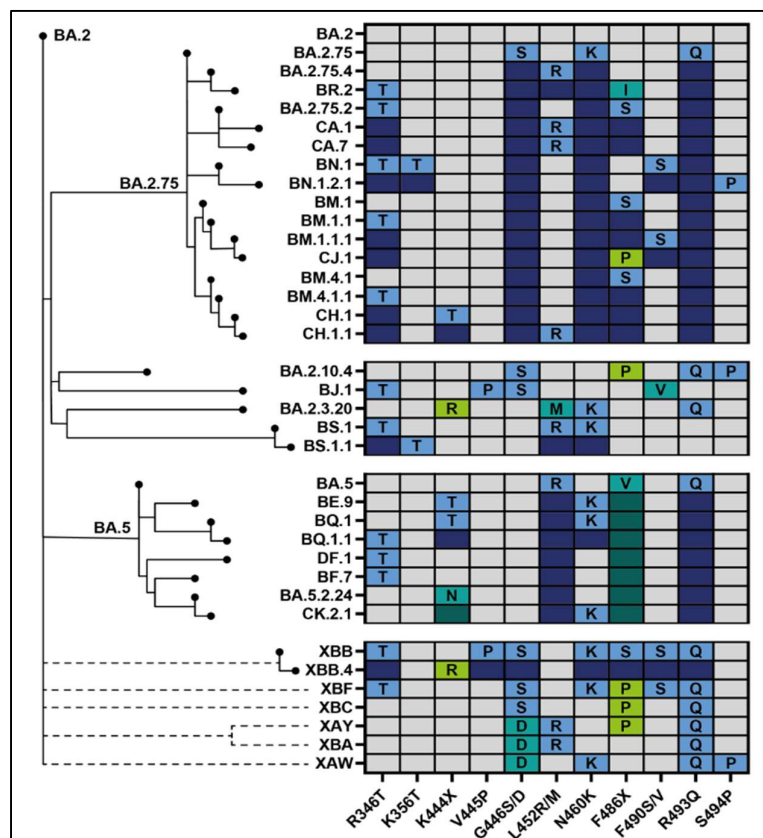 BA.2
BA.2
BA.2.75 S K Q
BA.2.75.4 R
BR.2 T I
BA.2.75.2 T S
CA.1 R
CA.7 R
BN.1 T T S
BA.2.75
BN.1.2.1 P
BM.1 S
BM.1.1 T
BM.1.1.1 S
CJ.1 P
BM.4.1 S
BM.4.1.1 T
CH.1 T
CH.1.1 R
BA.2.10.4 S P Q P
BJ.1 T P S V
BA.2.3.20 R M K Q
BS.1 T R K
BS.1.1 T
BA.5 R V Q
BE.9 T K
BA.5
BQ.1 T K
BQ.1.1 T
DF.1 T
BF.7 T
BA.5.2.24 N
CK.2.1 K
XBB T P S K S S Q
XBB.4 R
XBF T S K P S Q
XBC S P Q
XAY D R P Q
XBA D R Q
XAW D K Q P
R346T K356T K444X V445P G446S/D L452R/M N460K F486X F490S/V R493Q S494P